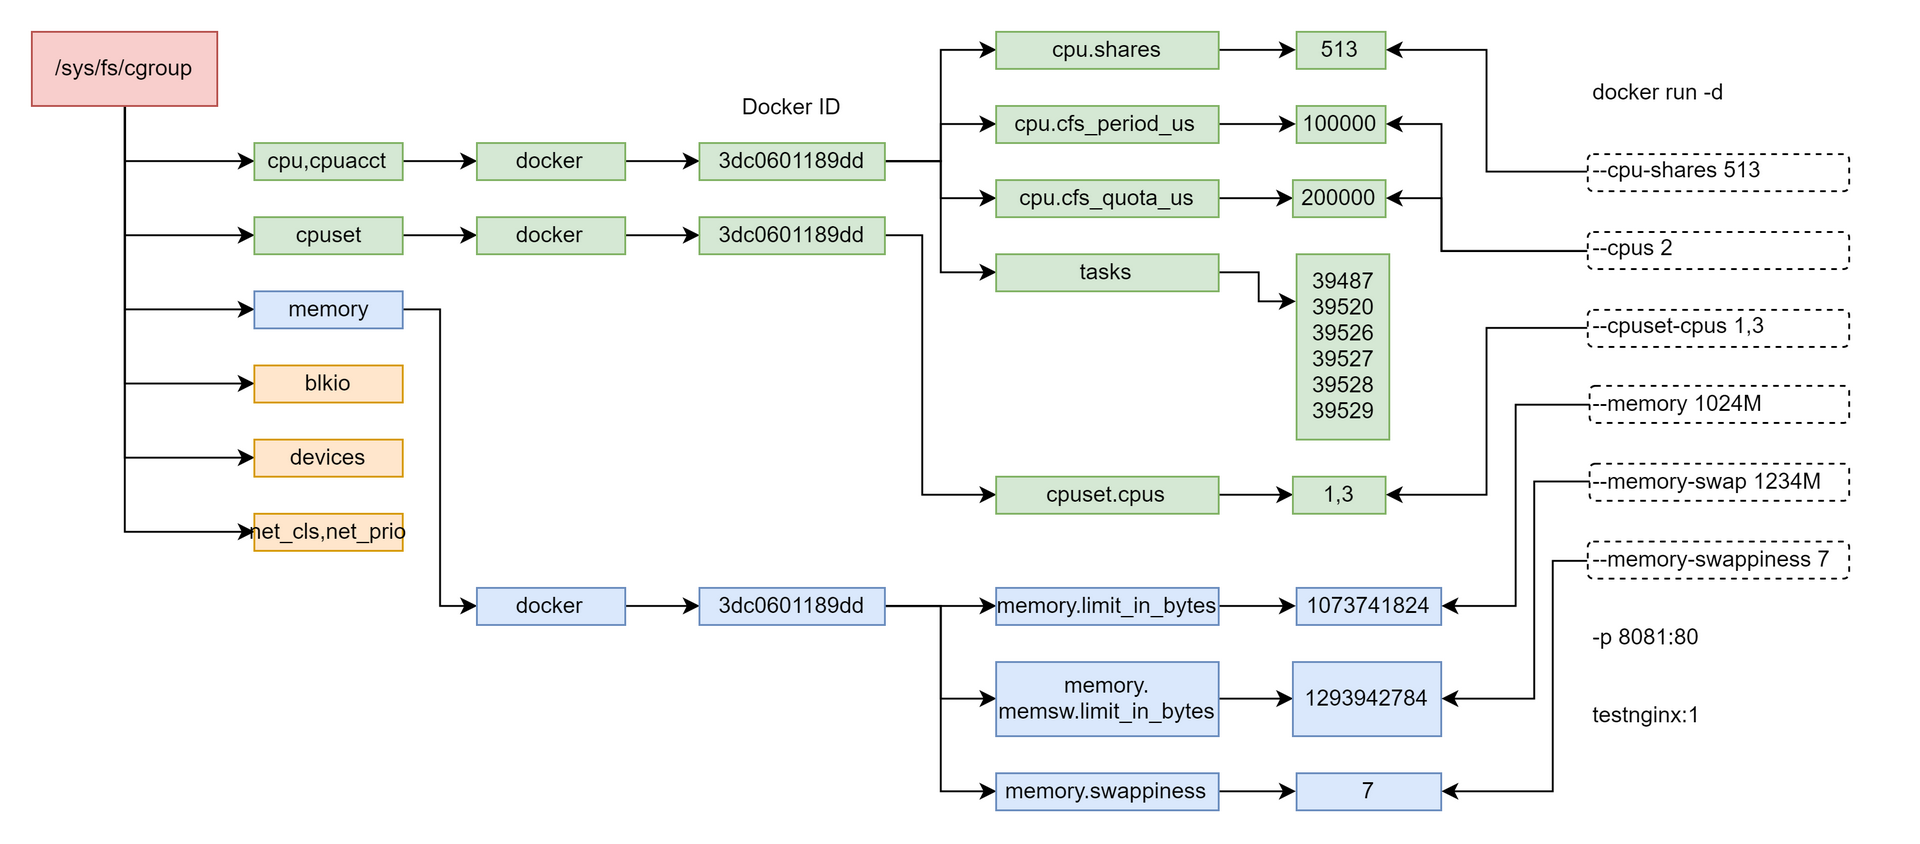 /sys/fs/cgroup
Docker ID
cpu,cpuacct
docker
3dc0601189dd
cpuset
docker
3dc0601189dd
memory
blkio
devices
net_cls,net_prio
docker
3dc0601189dd
cpu.shares
513
cpu.cfs_period_us
100000
cpu.cfs_quota_us
200000
tasks
39487
39520
39526
39527
39528
39529
cpuset.cpus
1,3
memory.limit_in_bytes
1073741824
memory.
memsw.limit_in_bytes
1293942784
memory.swappiness
7
docker run -d
--cpu-shares 513
--cpus 2
--cpuset-cpus 1,3
--memory 1024M
--memory-swap 1234M
--memory-swappiness 7
-p 8081:80
testnginx:1